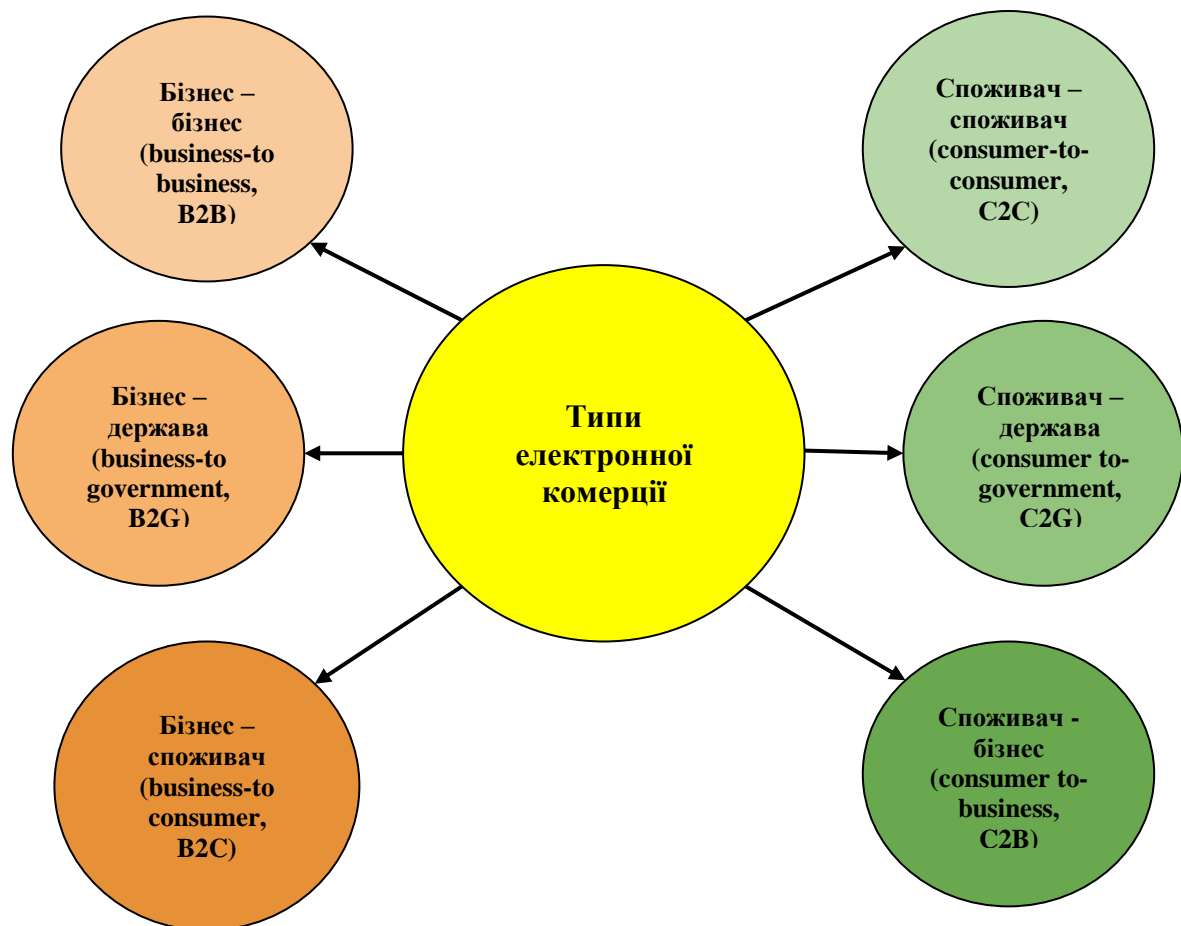 Бізнес –
бізнес
(business-to
business,
B2B)
Споживач –
споживач
(consumer-to-
consumer,
C2C)
Бізнес –
держава
(business-to
government,
B2G)
Типи
електронної
комерції
Споживач –
держава
(consumer to-
government,
C2G)
Бізнес –
споживач
(business-to
consumer,
B2C)
Споживач -
бізнес
(consumer to-
business,
C2B)